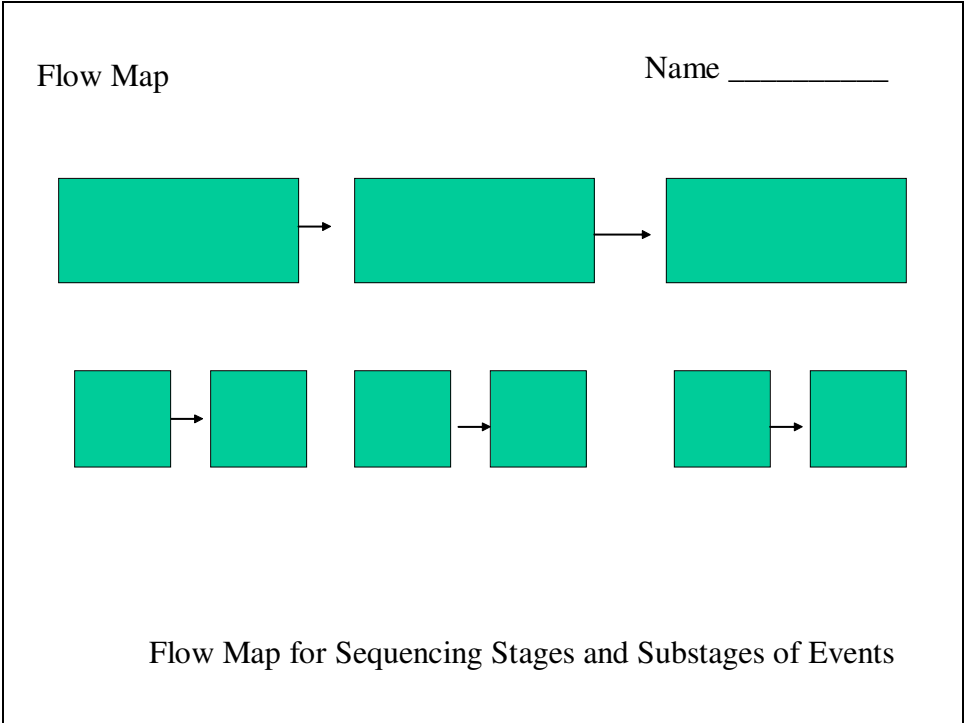 Flow Map
Name __________
Flow Map for Sequencing Stages and Substages of Events